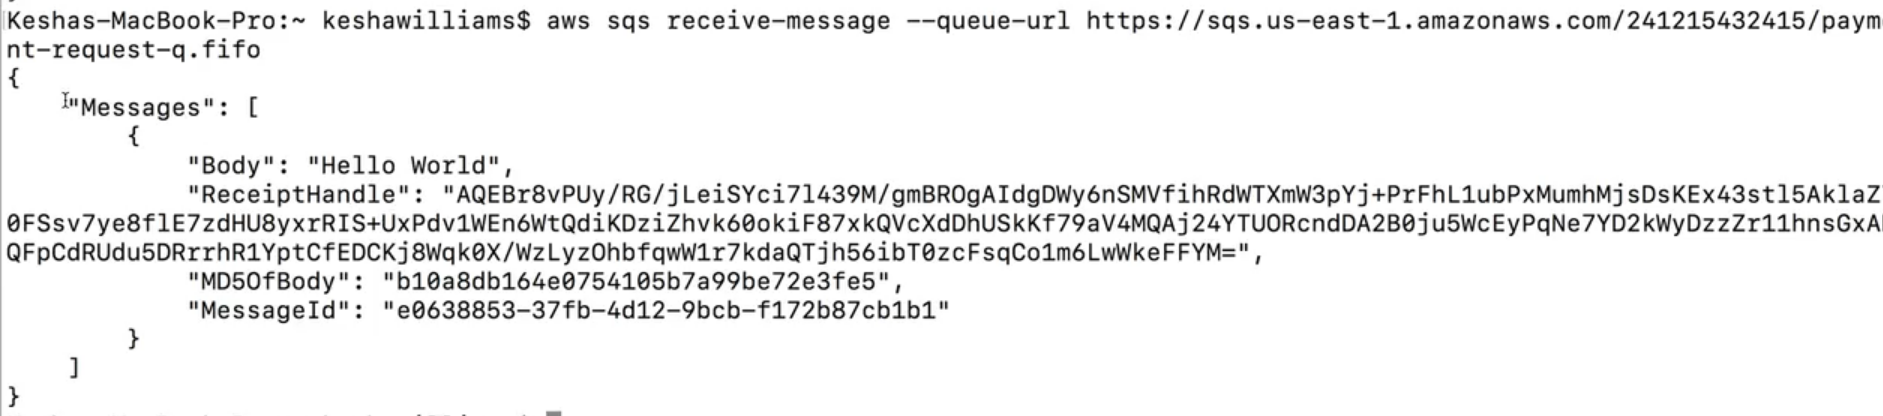 Keshas-MacBook-Pro:~ keshawilliams$ aws sqs receive-message --queue-url https://sqs.us-east-1.amazonaws.com/241215432415/payme
nt-request-q.fifo
{
"Messages": [
{
"Body": "Hello World",
"ReceiptHandle": "AQEBr8vPUy/RG/jLeiSYci7l439M/gmBROgAIdgDWy6nSMVfihRdWTXmW3pYj+PrFhL1ubPxMumhMjsDsKEx43stl5AklaZ
0FSsv7ye8flE7zdHU8yxrRIS+UxPdv1WEn6WtQdiKDziZhvk60okiF87xkQVcXdDhUSkKf79aV4MQAj24YTUORcndDA2B0ju5WcEyPqNe7YD2kWyDzzZr11hnsGxA
QFpCdRUdu5DRrrhR1YptCfEDCKj8Wqk0X/WzLyzOhbfqwW1r7kdaQTjh56ibT0zcFsqCo1m6LwWkeFFYM=",
"MD5OfBody": "b10a8db164e0754105b7a99be72e3fe5",
"MessageId": "e0638853-37fb-4d12-9bcb-f172b87cb1b1"
}
]
}